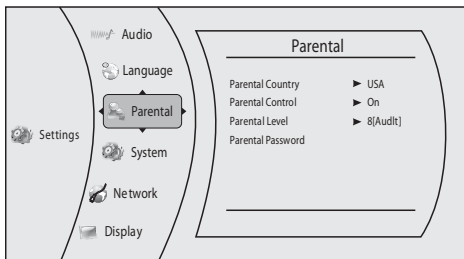 Settings
Audio
Language
Parental
System
Network
Display
Parental
Parental Country ► USA
Parental Control ► On
Parental Level ► 8[Audlt]
Parental Password